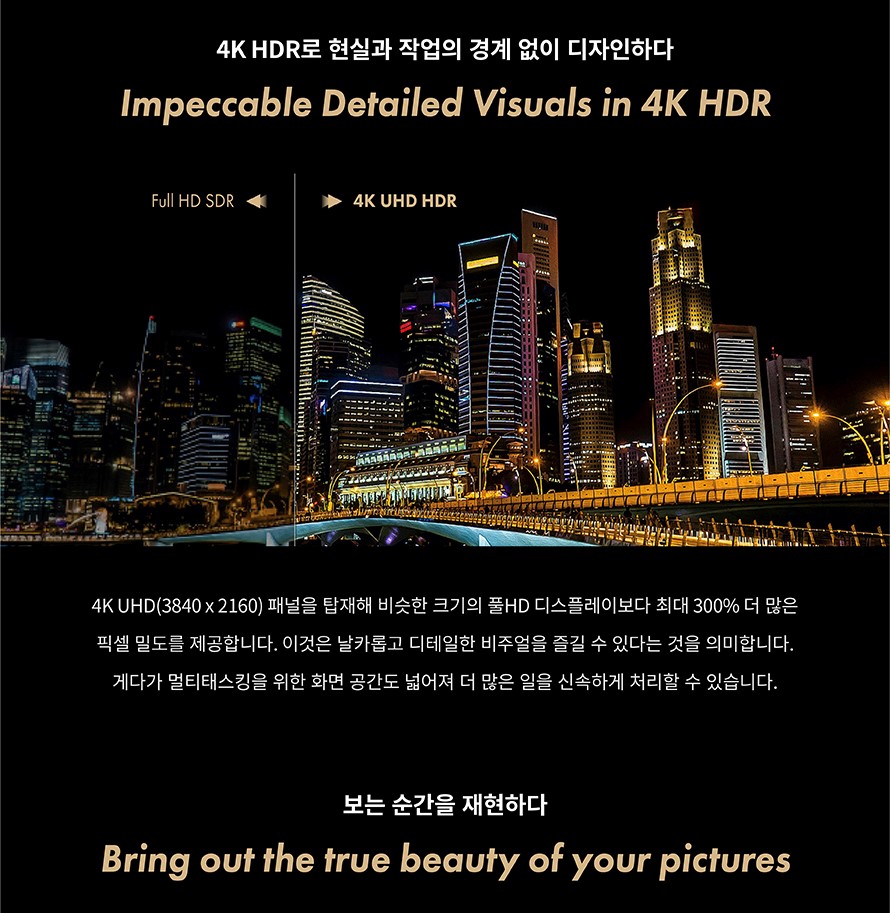 4K HDR로 현실과 작업의 경계 없이 디자인하다
Impeccable Detailed Visuals in 4K HDR
Full HD SDR
4K UHD HDR
4K UHD(3840 x 2160) 패널을 탑재해 비슷한 크기의 풀HD 디스플레이보다 최대 300% 더 많은
픽셀 밀도를 제공합니다. 이것은 날카롭고 디테일한 비주얼을 즐길 수 있다는 것을 의미합니다.
게다가 멀티태스킹을 위한 화면 공간도 넓어져 더 많은 일을 신속하게 처리할 수 있습니다.
보는 순간을 재현하다
Bring out the true beauty of your pictures